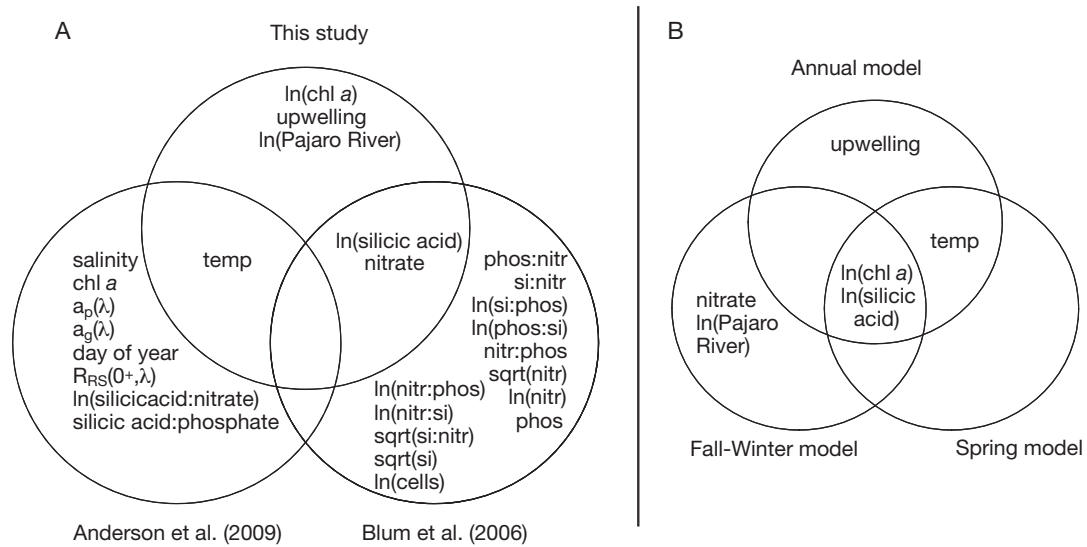 A
This study
ln(chl a)
upwelling
ln(Pajaro River)
temp
ln(silicic acid)
nitrate
salinity
chl a
aₚ(λ)
a_g(λ)
day of year
R_RS(0⁺,λ)
ln(silicicacid:nitrate)
silicic acid:phosphate
phos:nitr
si:nitr
ln(si:phos)
ln(phos:si)
nitr:phos
sqrt(nitr)
ln(nitr)
phos
ln(nitr:phos)
ln(nitr:si)
sqrt(si:nitr)
sqrt(si)
ln(cells)
Anderson et al. (2009)
Blum et al. (2006)
B
Annual model
upwelling
temp
ln(chl a)
ln(silicic
acid)
nitrate
ln(Pajaro
River)
Fall-Winter model
Spring model